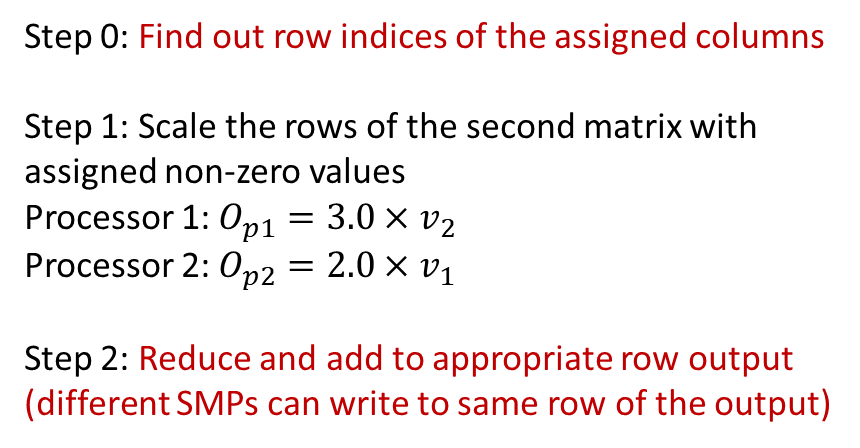 Step 0: Find out row indices of the assigned columns
Step 1: Scale the rows of the second matrix with
assigned non-zero values
Processor 1: O_{p1} = 3.0 × v_2
Processor 2: O_{p2} = 2.0 × v_1
Step 2: Reduce and add to appropriate row output
(different SMPs can write to same row of the output)